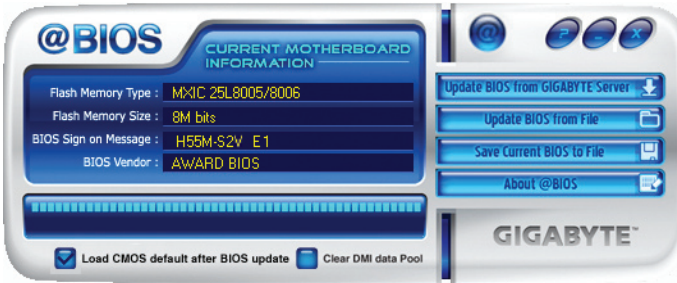 @BIOS
CURRENT MOTHERBOARD
INFORMATION
Flash Memory Type : MXIC 25L8005/8006
Flash Memory Size : 8M bits
BIOS Sign on Message : H55M-S2V E1
BIOS Vendor : AWARD BIOS
Load CMOS default after BIOS update
Clear DMI data Pool
@
? – X
Update BIOS from GIGABYTE Server
Update BIOS from File
Save Current BIOS to File
About @BIOS
GIGABYTE™